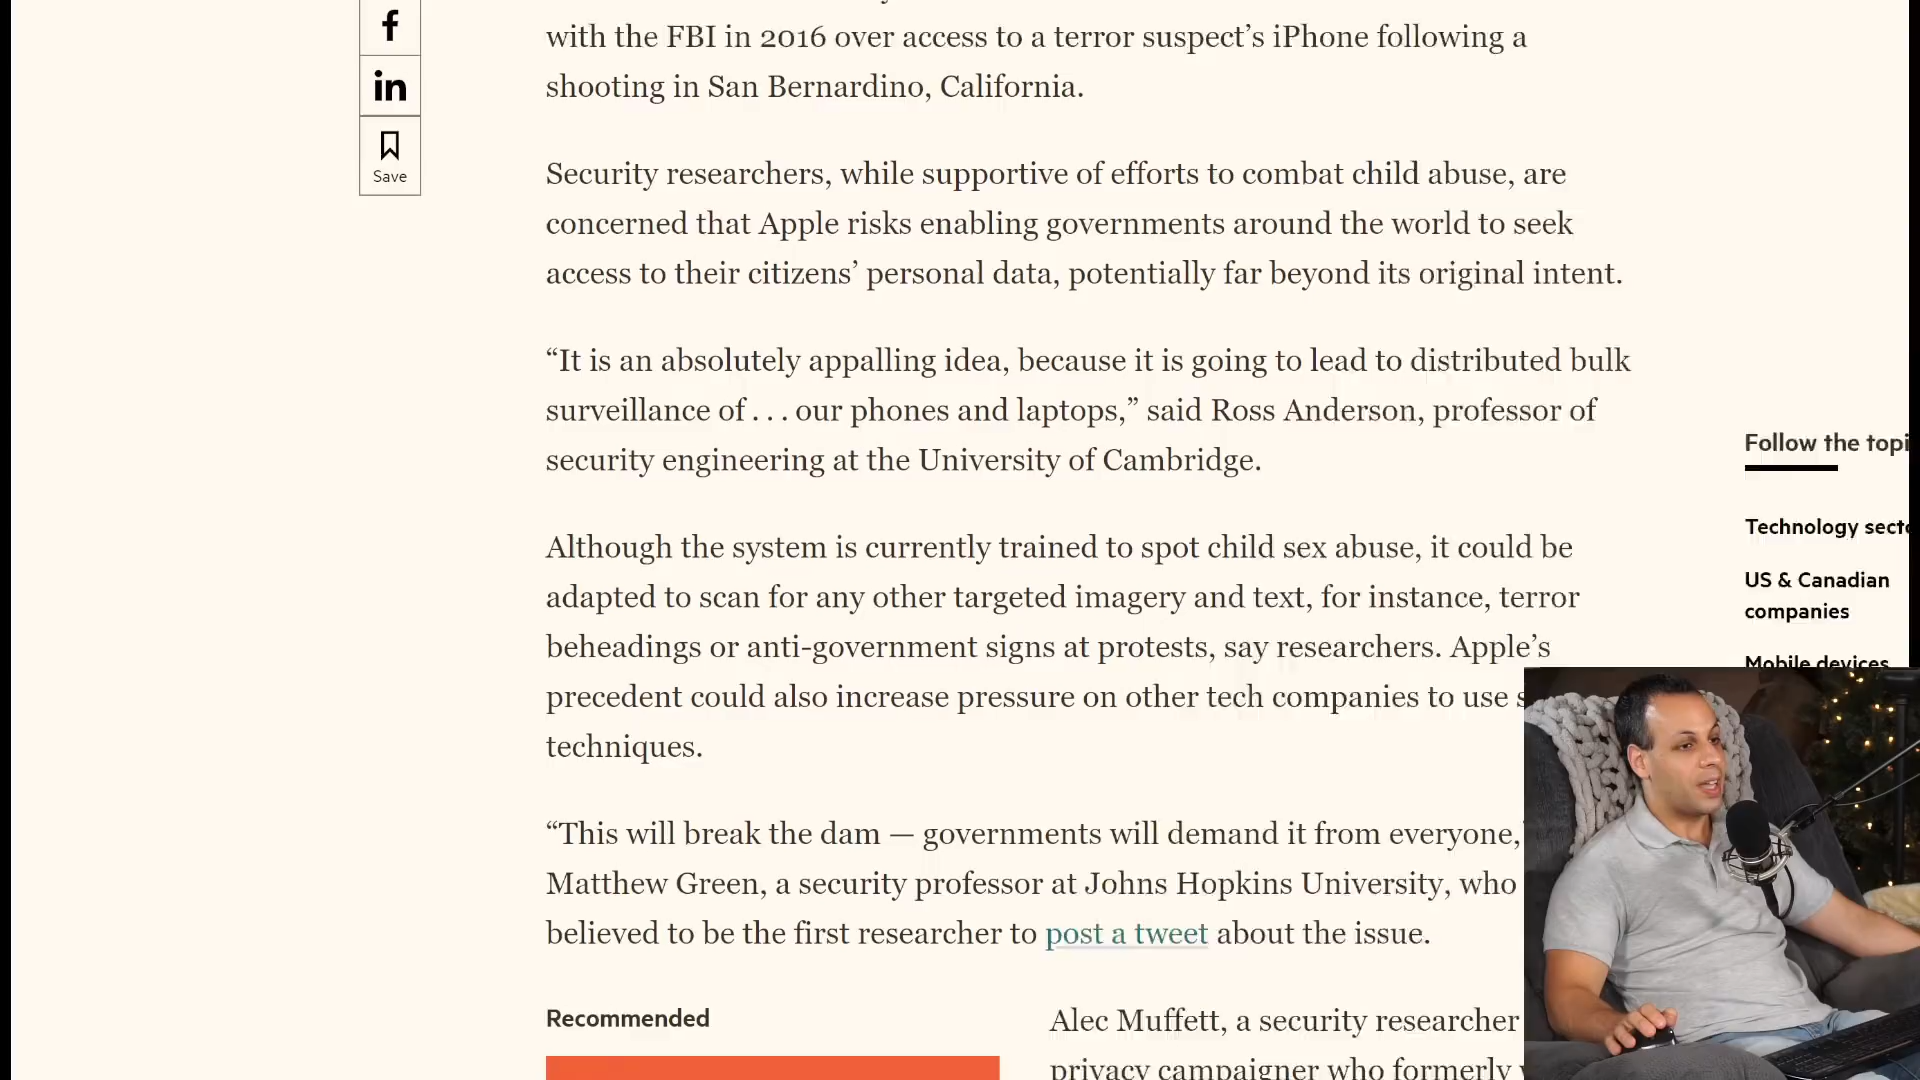 with the FBI in 2016 over access to a terror suspect’s iPhone following a
shooting in San Bernardino, California.
Save
Security researchers, while supportive of efforts to combat child abuse, are
concerned that Apple risks enabling governments around the world to seek
access to their citizens’ personal data, potentially far beyond its original intent.
“It is an absolutely appalling idea, because it is going to lead to distributed bulk
surveillance of . . . our phones and laptops,” said Ross Anderson, professor of
security engineering at the University of Cambridge.
Although the system is currently trained to spot child sex abuse, it could be
adapted to scan for any other targeted imagery and text, for instance, terror
beheadings or anti-government signs at protests, say researchers. Apple’s
precedent could also increase pressure on other tech companies to use
techniques.
“This will break the dam — governments will demand it from everyone,
Matthew Green, a security professor at Johns Hopkins University, who
believed to be the first researcher to post a tweet about the issue.
Recommended
Alec Muffett, a security researcher
privacy campaigner who formerly
Follow the topi
Technology secto
US & Canadian
companies
Mobile devices